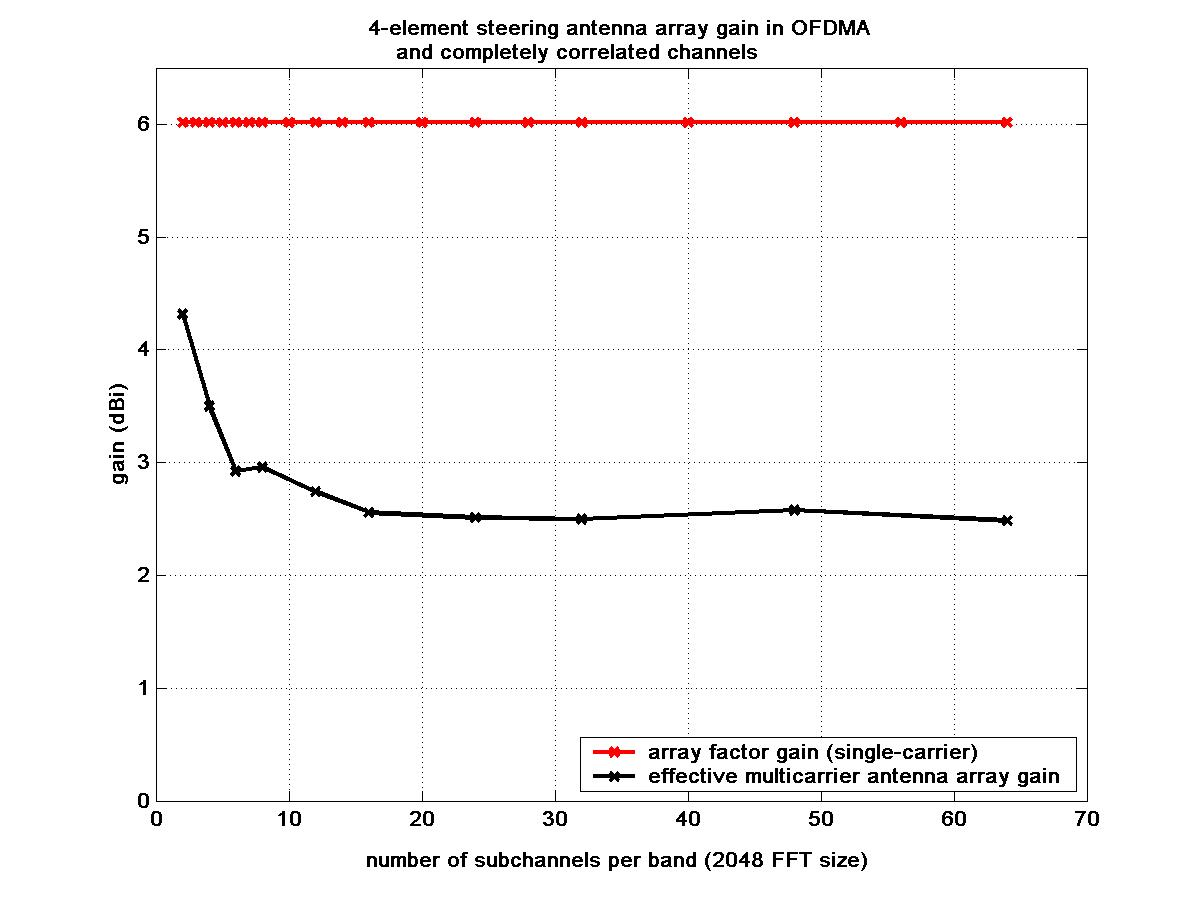 4-element steering antenna array gain in OFDMA
and completely correlated channels
6
5
4
3
2
1
0
gain (dBi)
array factor gain (single-carrier)
effective multicarrier antenna array gain
0 10 20 30 40 50 60 70
number of subchannels per band (2048 FFT size)